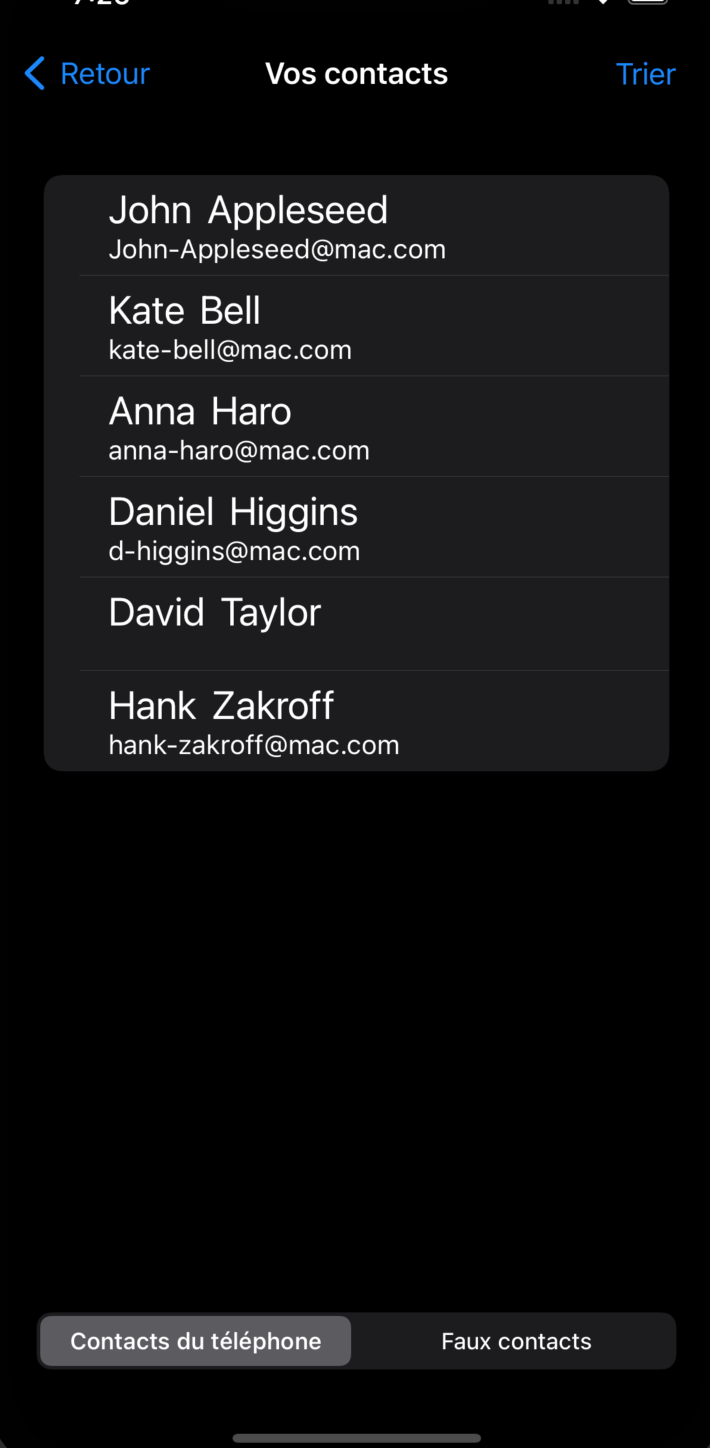 Retour
Vos contacts
Trier
John Appleseed
John-Appleseed@mac.com
Kate Bell
kate-bell@mac.com
Anna Haro
anna-haro@mac.com
Daniel Higgins
d-higgins@mac.com
David Taylor
Hank Zakroff
hank-zakroff@mac.com
Contacts du téléphone
Faux contacts